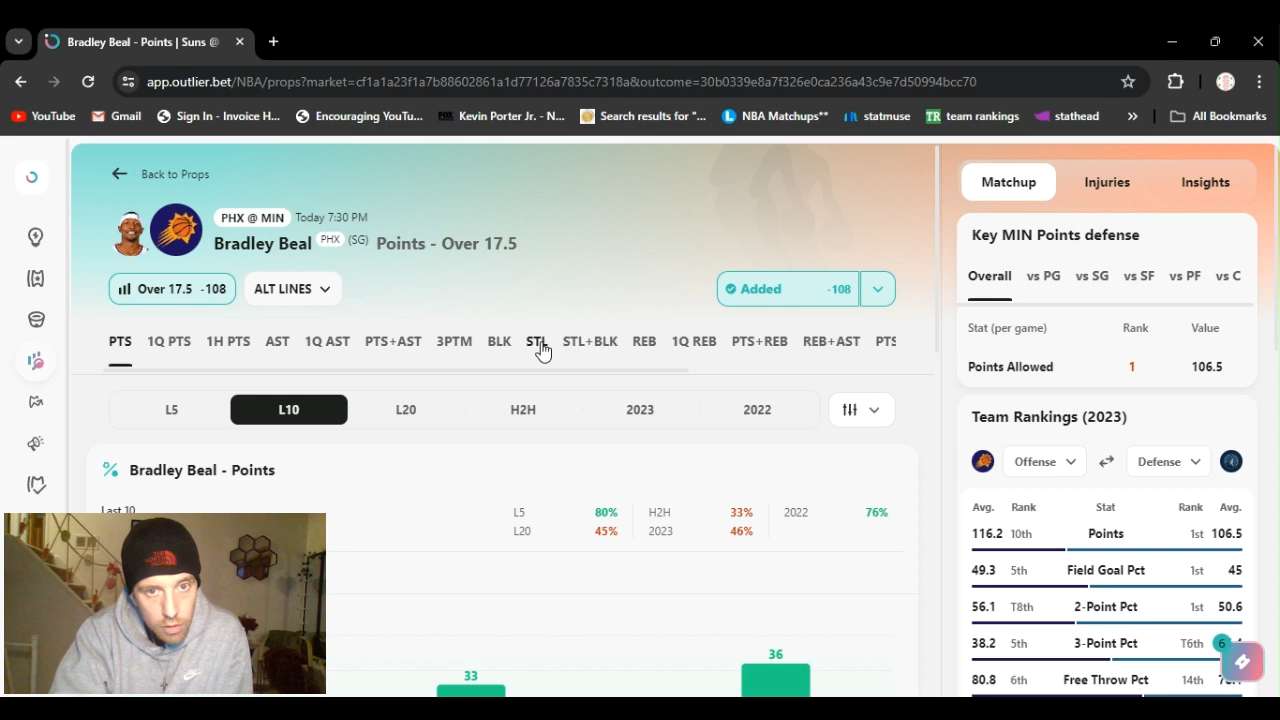 Bradley Beal - Points | Suns @
app.outlier.bet/NBA/props?market=cf1a1a23f1a7b88602861a1d77126a7835c7318a&outcome=30b0339e8a7f326e0ca236a43c9e7d50994bcc70
YouTube Gmail Sign In - Invoice H... Encouraging YouTu... Kevin Porter Jr. - N... Search results for "... NBA Matchups** statmuse team rankings stathead All Bookmarks
Back to Props
PHX @ MIN Today 7:30 PM
Bradley Beal PHX (SG) Points - Over 17.5
Over 17.5 -108 ALT LINES Added -108
PTS 1Q PTS 1H PTS AST 1Q AST PTS+AST 3PTM BLK STL STL+BLK REB 1Q REB PTS+REB REB+AST PTS
L5 L10 L20 H2H 2023 2022
Bradley Beal - Points
Last 10
L5 80% H2H 33% 2022 76%
L20 45% 2023 46%
33
36
Matchup Injuries Insights
Key MIN Points defense
Overall vs PG vs SG vs SF vs PF vs C
Stat (per game) Rank Value
Points Allowed 1 106.5
Team Rankings (2023)
Offense Defense
Avg. Rank Stat Rank Avg.
116.2 10th Points 1st 106.5
49.3 5th Field Goal Pct 1st 45
56.1 T8th 2-Point Pct 1st 50.6
38.2 5th 3-Point Pct T6th
80.8 6th Free Throw Pct 14th
THE NORTH FACE